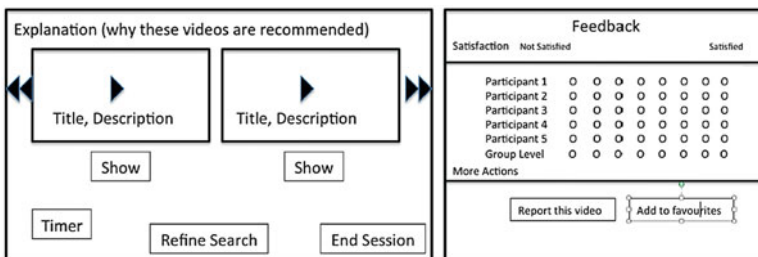 Explanation (why these videos are recommended)
Title, Description
Title, Description
Show
Show
Timer
Refine Search
End Session
Feedback
Satisfaction Not Satisfied Satisfied
Participant 1 O O O O O O O O
Participant 2 O O O O O O O O
Participant 3 O O O O O O O O
Participant 4 O O O O O O O O
Participant 5 O O O O O O O O
Group Level O O O O O O O O
More Actions
Report this video
Add to favourites